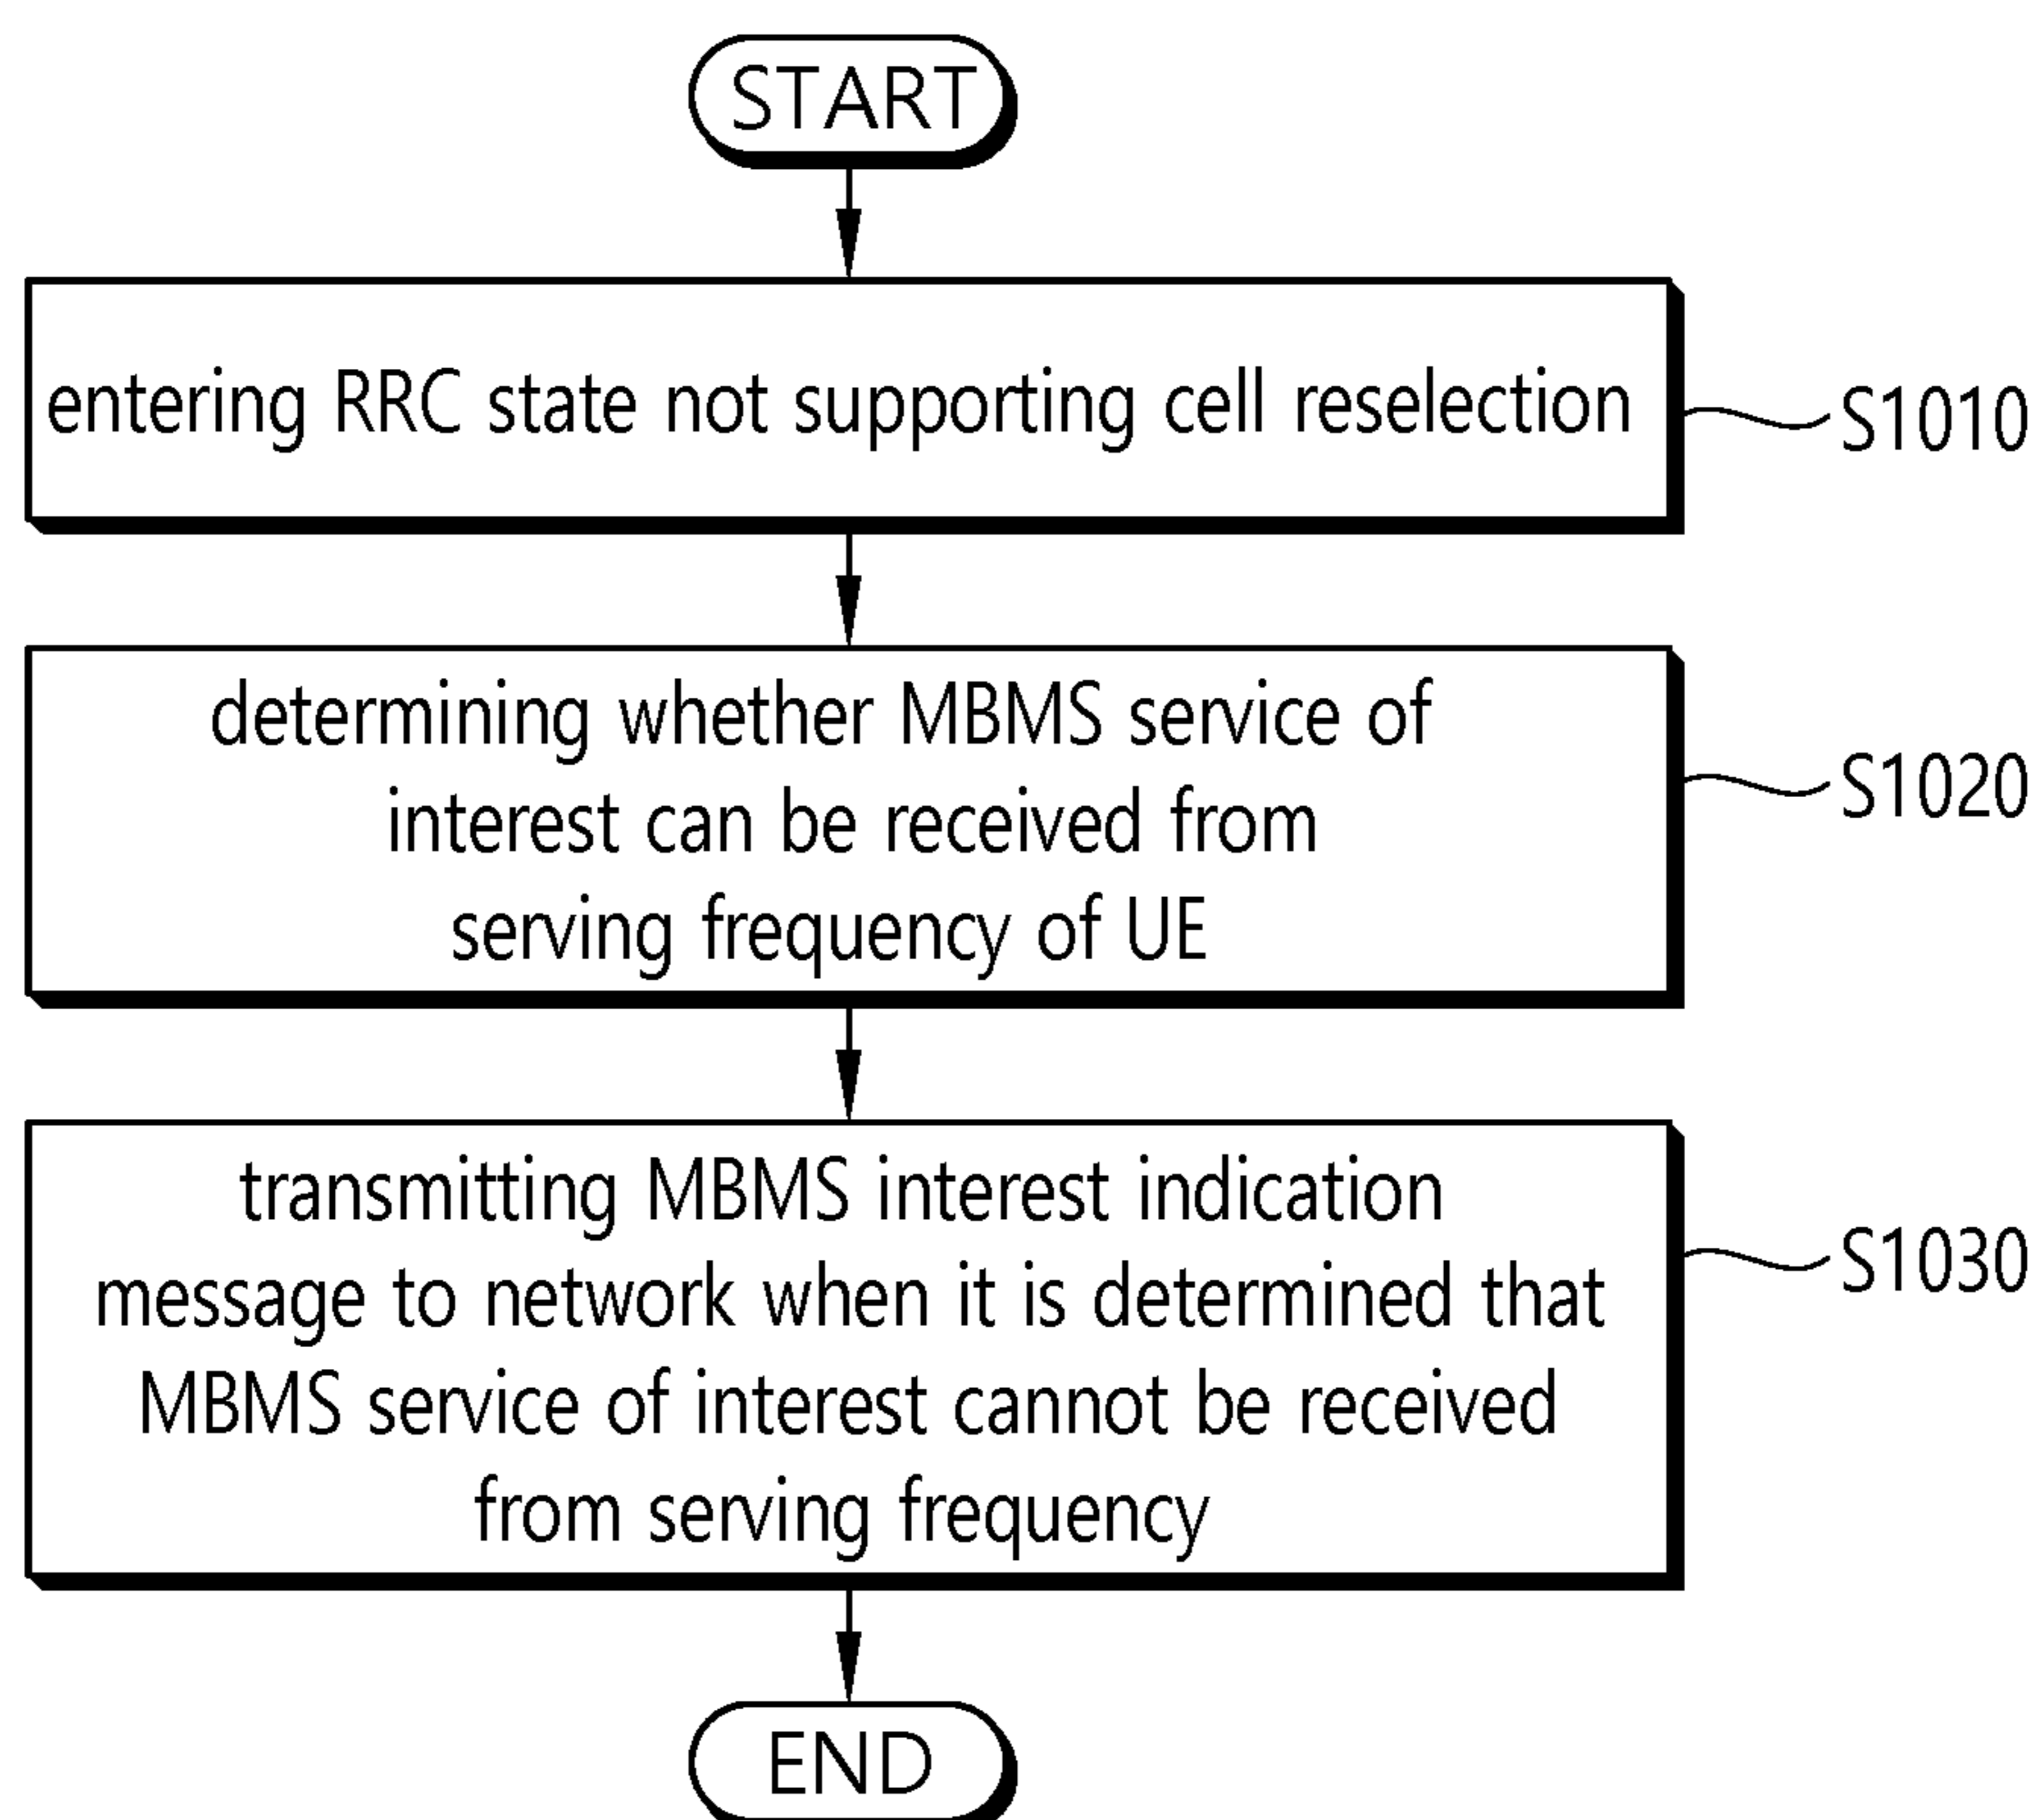 START
entering RRC state not supporting cell reselection
S1010
determining whether MBMS service of
interest can be received from
serving frequency of UE
S1020
transmitting MBMS interest indication
message to network when it is determined that
MBMS service of interest cannot be received
from serving frequency
S1030
END